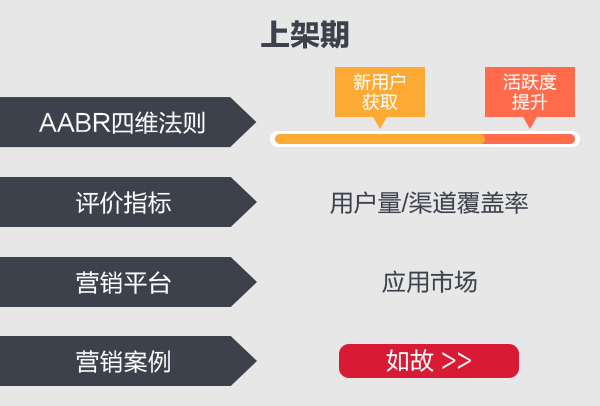 上架期
新用户
获取
活跃度
提升
AABR四维法则
评价指标
用户量/渠道覆盖率
营销平台
应用市场
营销案例
如故 >>